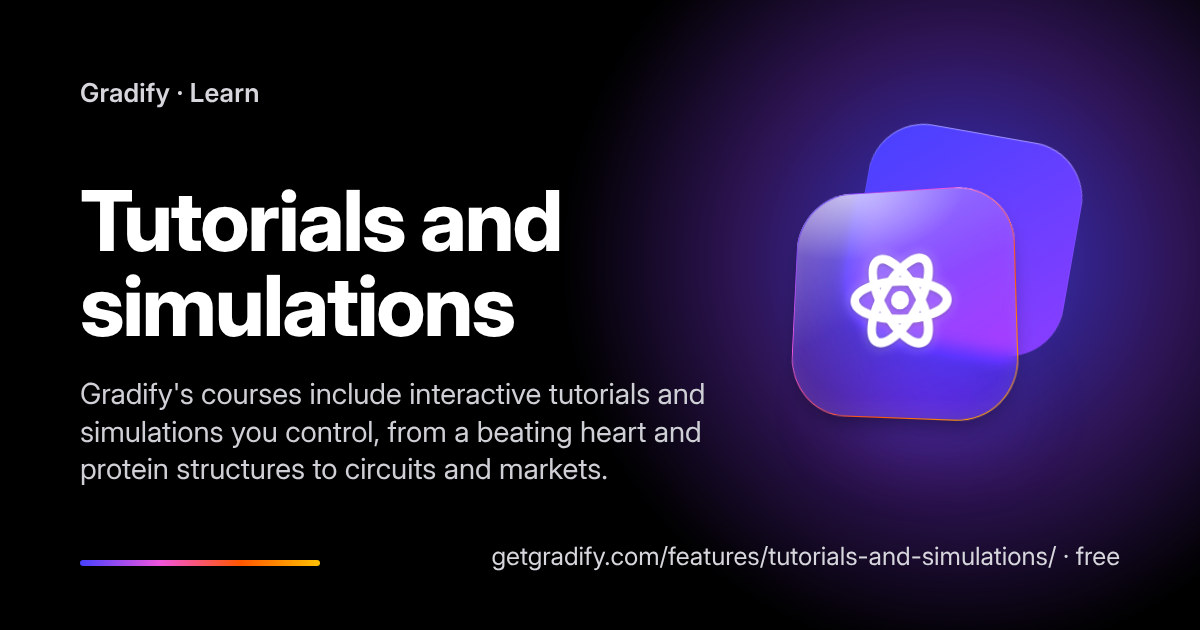 Gradify · Learn
Tutorials and
simulations
Gradify's courses include interactive tutorials and
simulations you control, from a beating heart and
protein structures to circuits and markets.
getgradify.com/features/tutorials-and-simulations/ · free